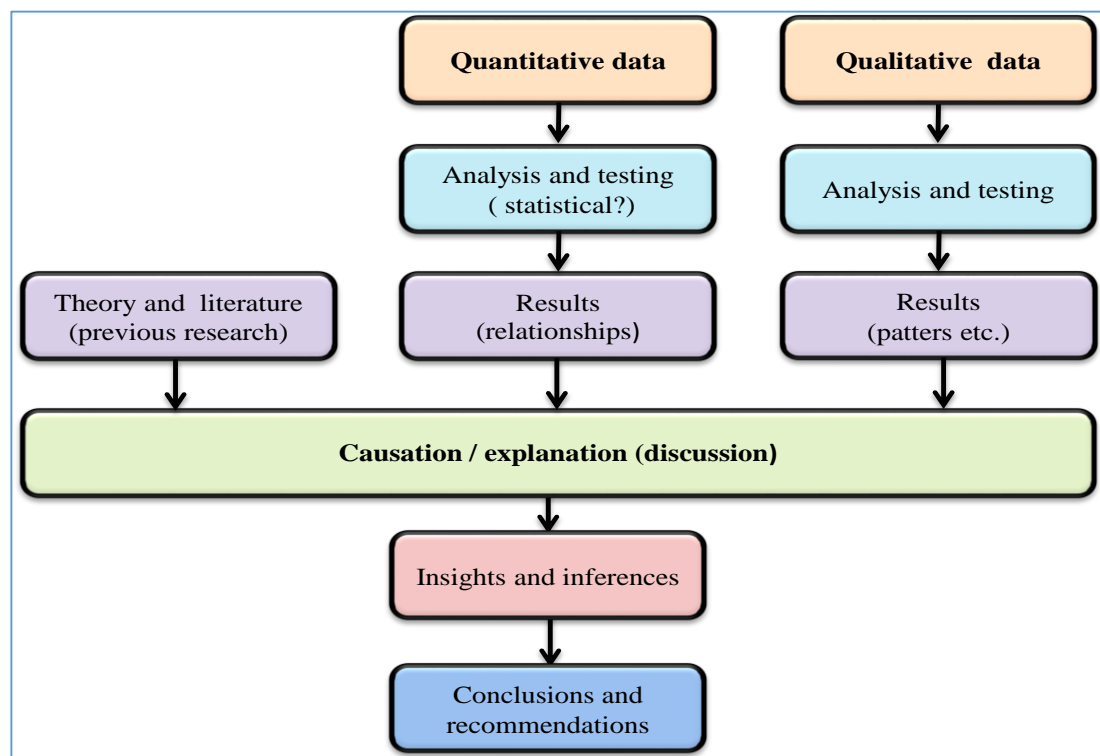 Quantitative data
Qualitative data
Analysis and testing
( statistical?)
Analysis and testing
Theory and literature
(previous research)
Results
(relationships)
Results
(patters etc.)
Causation / explanation (discussion)
Insights and inferences
Conclusions and
recommendations